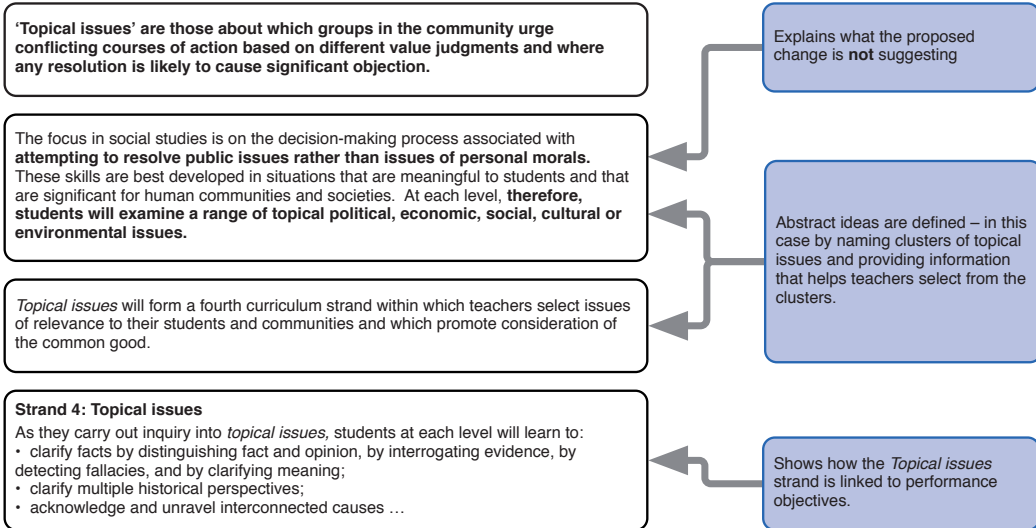 ‘Topical issues’ are those about which groups in the community urge
conflicting courses of action based on different value judgments and where
any resolution is likely to cause significant objection.
Explains what the proposed
change is not suggesting
The focus in social studies is on the decision-making process associated with
attempting to resolve public issues rather than issues of personal morals.
These skills are best developed in situations that are meaningful to students and that
are significant for human communities and societies.  At each level, therefore,
students will examine a range of topical political, economic, social, cultural or
environmental issues.
Abstract ideas are defined – in this
case by naming clusters of topical
issues and providing information
that helps teachers select from the
clusters.
Topical issues will form a fourth curriculum strand within which teachers select issues
of relevance to their students and communities and which promote consideration of
the common good.
Strand 4: Topical issues
As they carry out inquiry into topical issues, students at each level will learn to:
• clarify facts by distinguishing fact and opinion, by interrogating evidence, by
detecting fallacies, and by clarifying meaning;
• clarify multiple historical perspectives;
• acknowledge and unravel interconnected causes …
Shows how the Topical issues
strand is linked to performance
objectives.